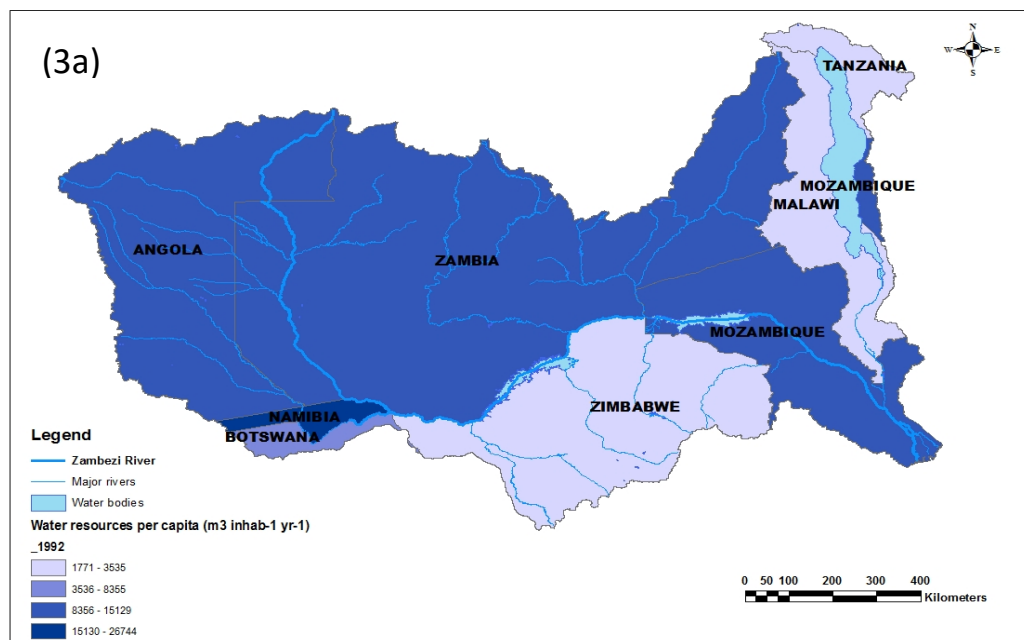 (3a)
N
W E
S
TANZANIA
MOZAMBIQUE
MALAWI
ANGOLA
ZAMBIA
MOZAMBIQUE
ZIMBABWE
NAMIBIA
BOTSWANA
Legend
Zambezi River
Major rivers
Water bodies
Water resources per capita (m3 inhab-1 yr-1)
_1992
1771 - 3535
3536 - 8355
8356 - 15129
15130 - 26744
0 50 100 200 300 400
Kilometers